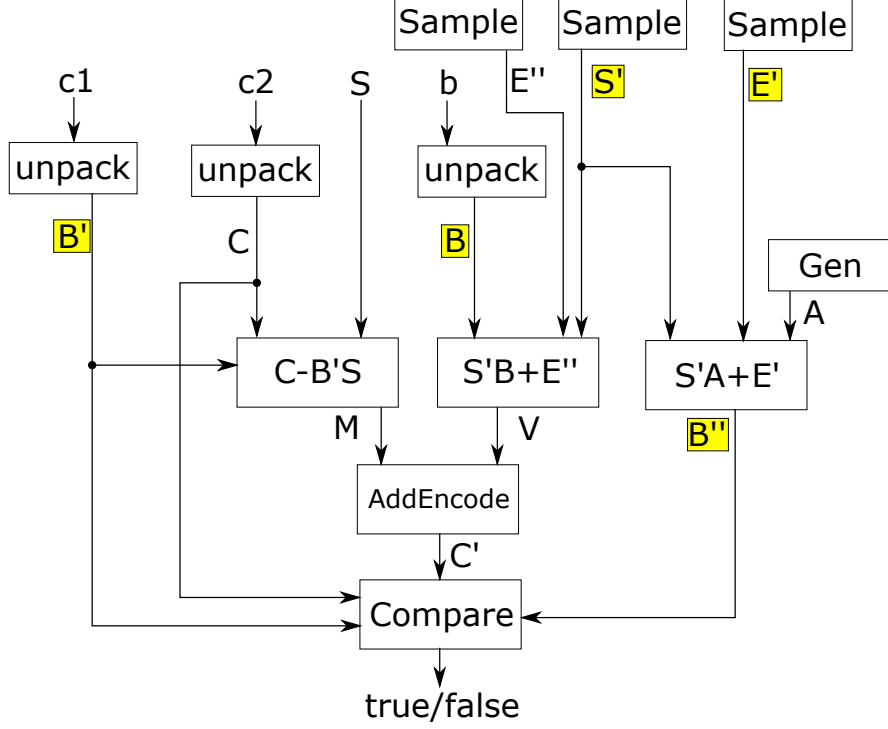 Sample
Sample
Sample
c1
c2
S
b
E''
S'
E'
unpack
unpack
unpack
B'
C
B
Gen
A
C-B'S
S'B+E''
S'A+E'
M
V
B''
AddEncode
C'
Compare
true/false